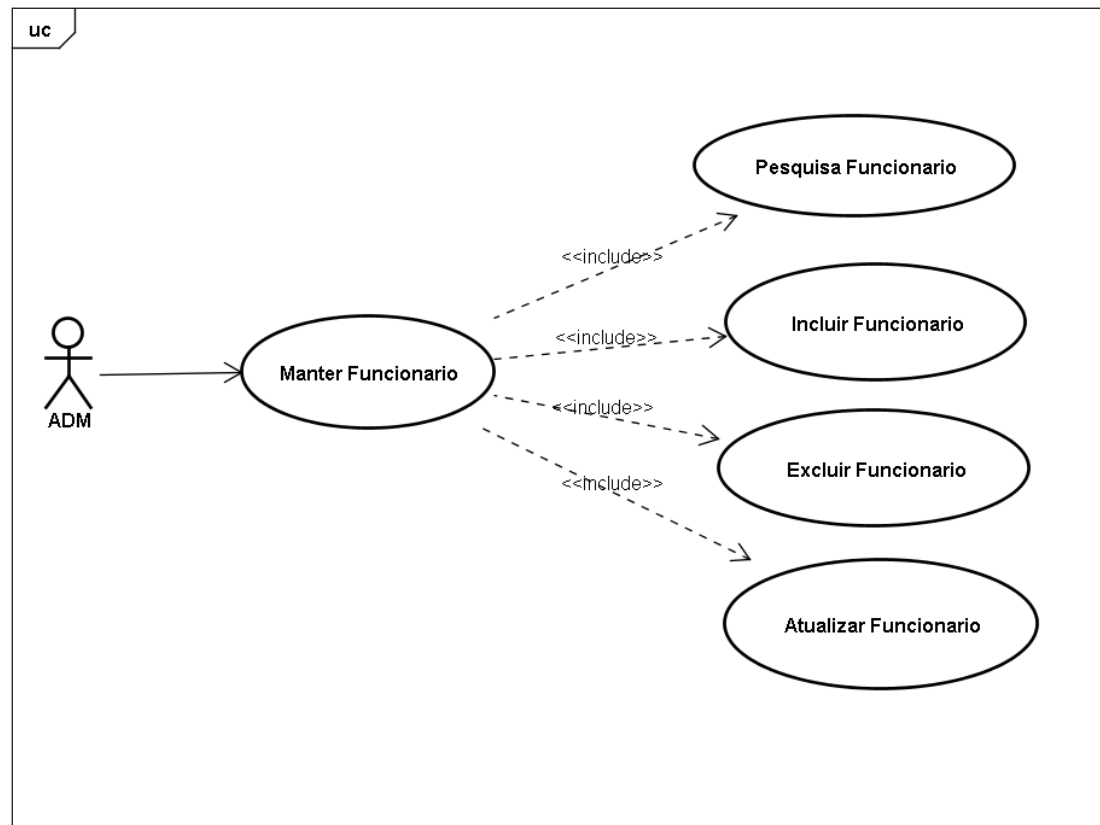 uc
Pesquisa Funcionario
<<include>>
Incluir Funcionario
<<include>>
Manter Funcionario
<<include>>
ADM
Excluir Funcionario
<<include>>
Atualizar Funcionario